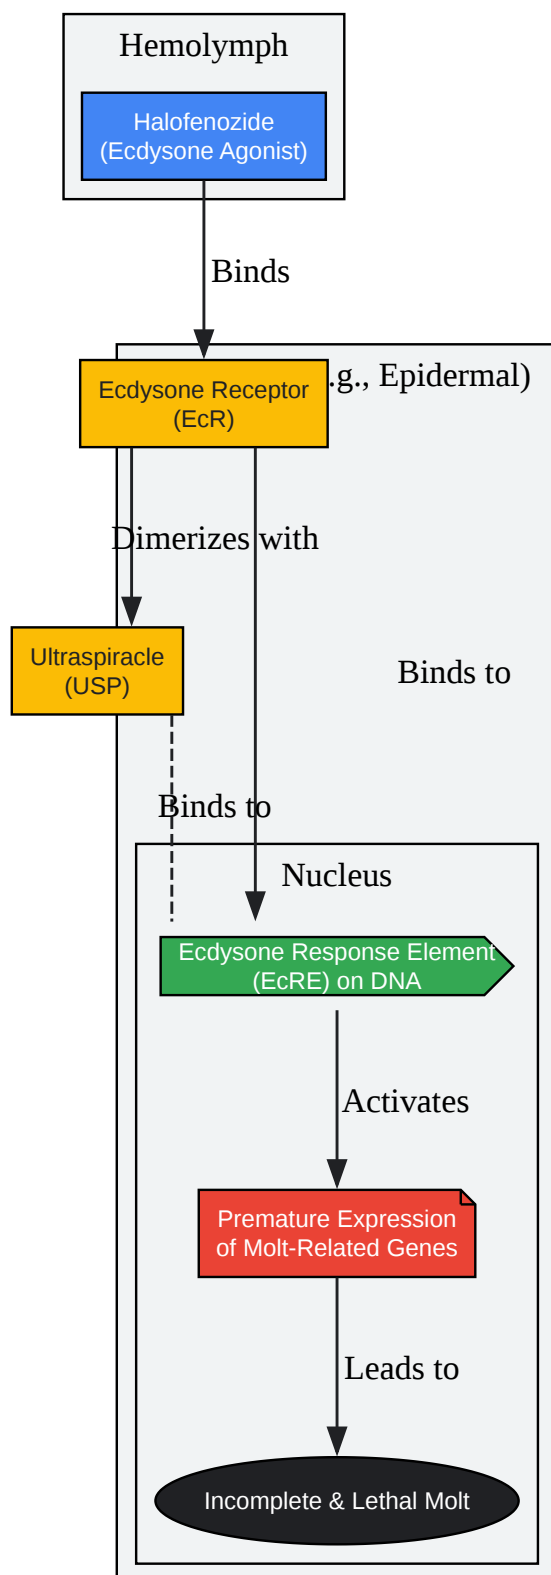 Hemolymph
Halofenozide
(Ecdysone Agonist)
Binds
.g., Epidermal)
Ecdysone Receptor
(EcR)
Dimerizes with
Ultraspiracle
(USP)
Binds to
Binds to
Nucleus
Ecdysone Response Element
(EcRE) on DNA
Activates
Premature Expression
of Molt-Related Genes
Leads to
Incomplete & Lethal Molt